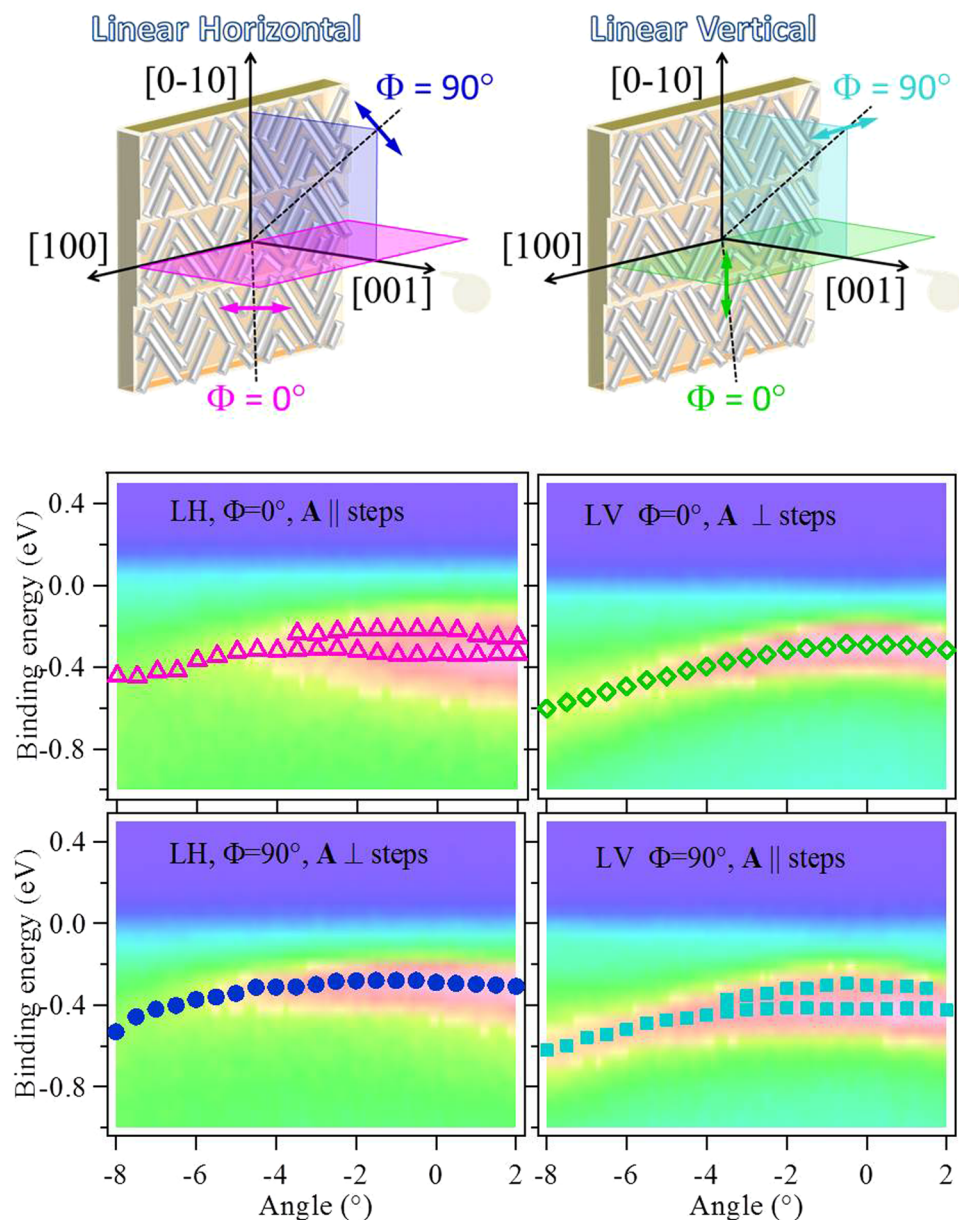 Linear Horizontal
Linear Vertical
[0-10]
Φ = 90°
[100]
[001]
Φ = 0°
[0-10]
Φ = 90°
[100]
[001]
Φ = 0°
Binding energy (eV)
0.4
0.0
-0.4
-0.8
LH, Φ=0°, A || steps
LV Φ=0°, A ⊥ steps
Binding energy (eV)
0.4
0.0
-0.4
-0.8
LH, Φ=90°, A ⊥ steps
LV Φ=90°, A || steps
-8 -6 -4 -2 0 2
-8 -6 -4 -2 0 2
Angle (°)
Angle (°)